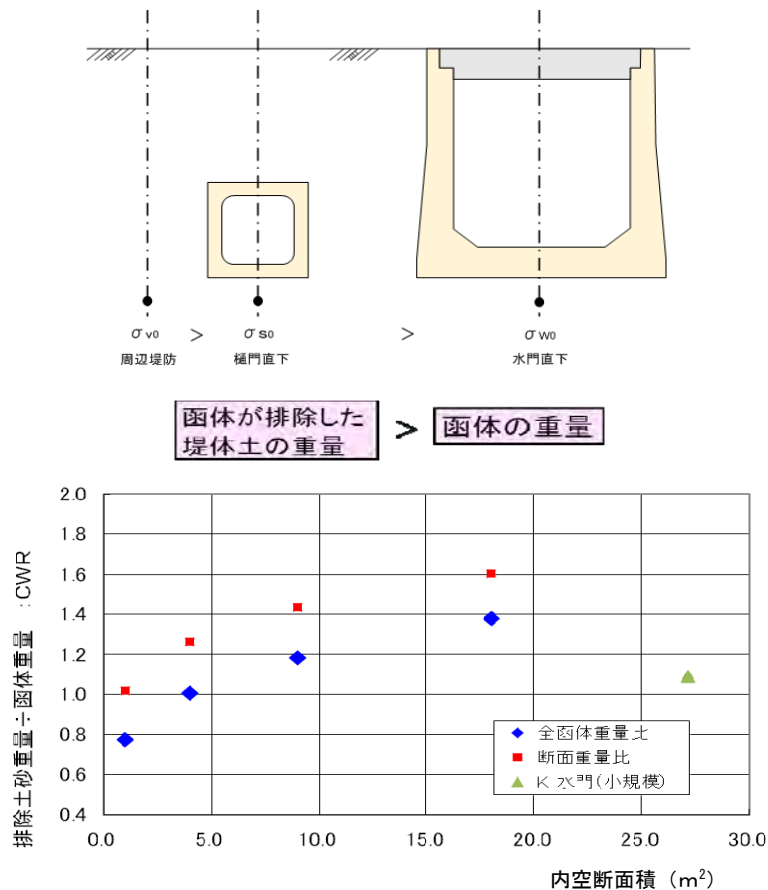 σv0 > σs0 > σw0
周辺堤防 樋門直下 水門直下
函体が排除した
堤体土の重量
>
函体の重量
排除土砂重量÷函体重量 :CWR
2.0
1.8
1.6
1.4
1.2
1.0
0.8
0.6
0.4
◆ 全函体重量比
■ 断面重量比
▲ K 水門(小規模)
0.0 5.0 10.0 15.0 20.0 25.0 30.0
内空断面積 (m²)